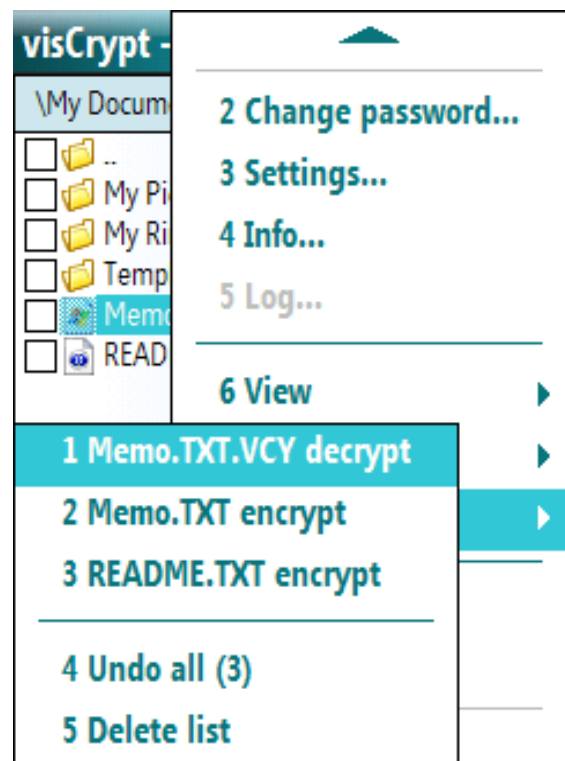 visCrypt -
\My Docum
..
My Pi
My Ri
Temp
Memo
READ
2 Change password...
3 Settings...
4 Info...
5 Log...
6 View
1 Memo.TXT.VCY decrypt
2 Memo.TXT encrypt
3 README.TXT encrypt
4 Undo all (3)
5 Delete list